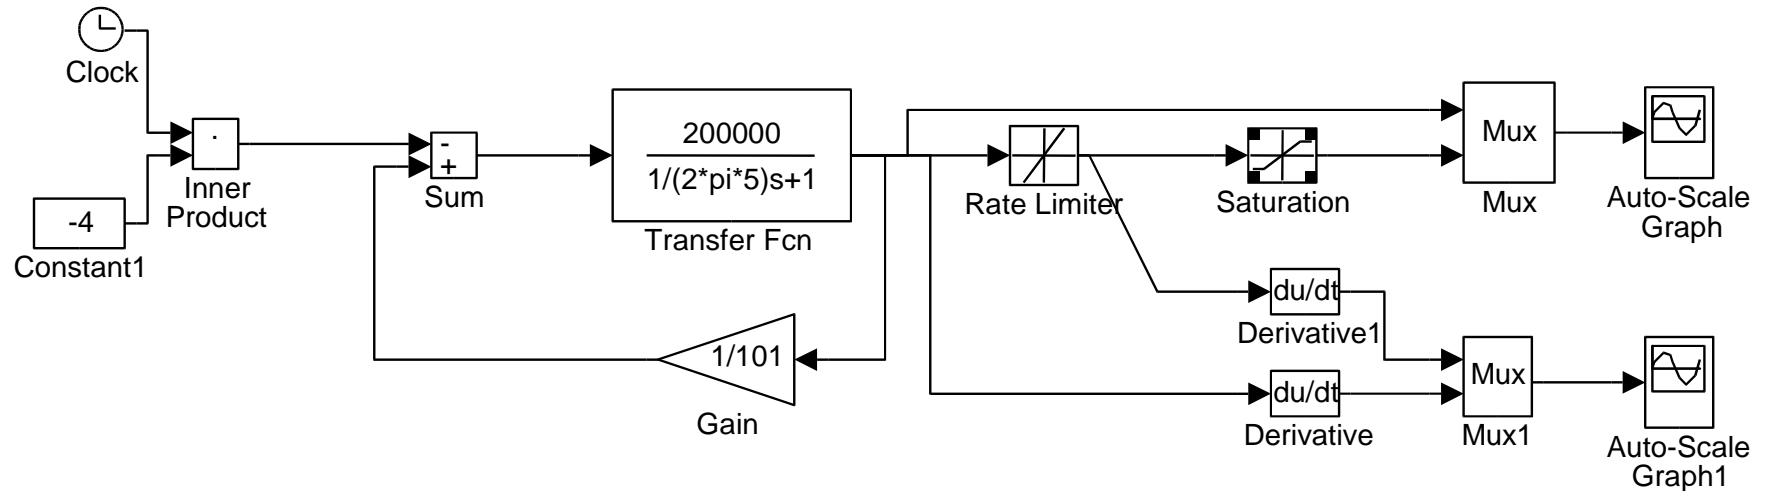 Clock
.
Inner
Product
-4
Constant1
-
+
Sum
200000
1/(2*pi*5)s+1
Transfer Fcn
1/101
Gain
Rate Limiter
Saturation
du/dt
Derivative1
du/dt
Derivative
Mux
Mux
Auto-Scale
Graph
Mux
Mux1
Auto-Scale
Graph1